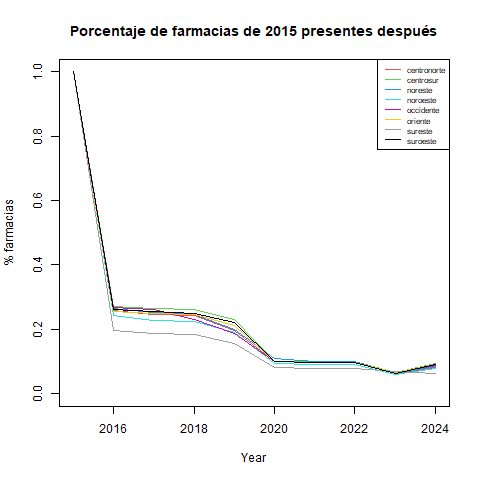 Porcentaje de farmacias de 2015 presentes después
centronorte
centrosur
noreste
noroeste
occidente
oriente
sureste
suroeste
% farmacias
1.0
0.8
0.6
0.4
0.2
0.0
2016 2018 2020 2022 2024
Year